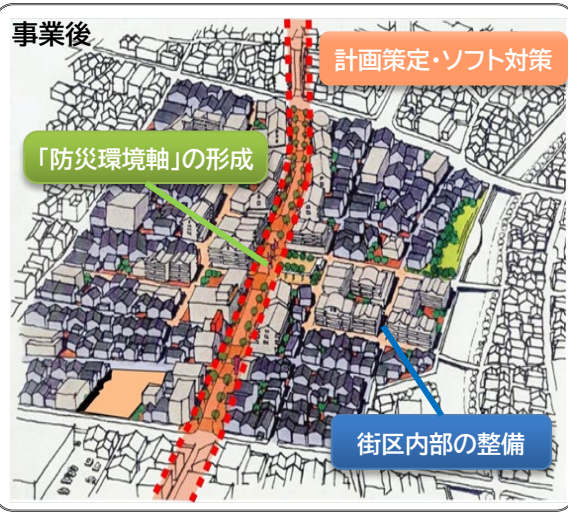 事業後
計画策定・ソフト対策
「防災環境軸」の形成
街区内部の整備